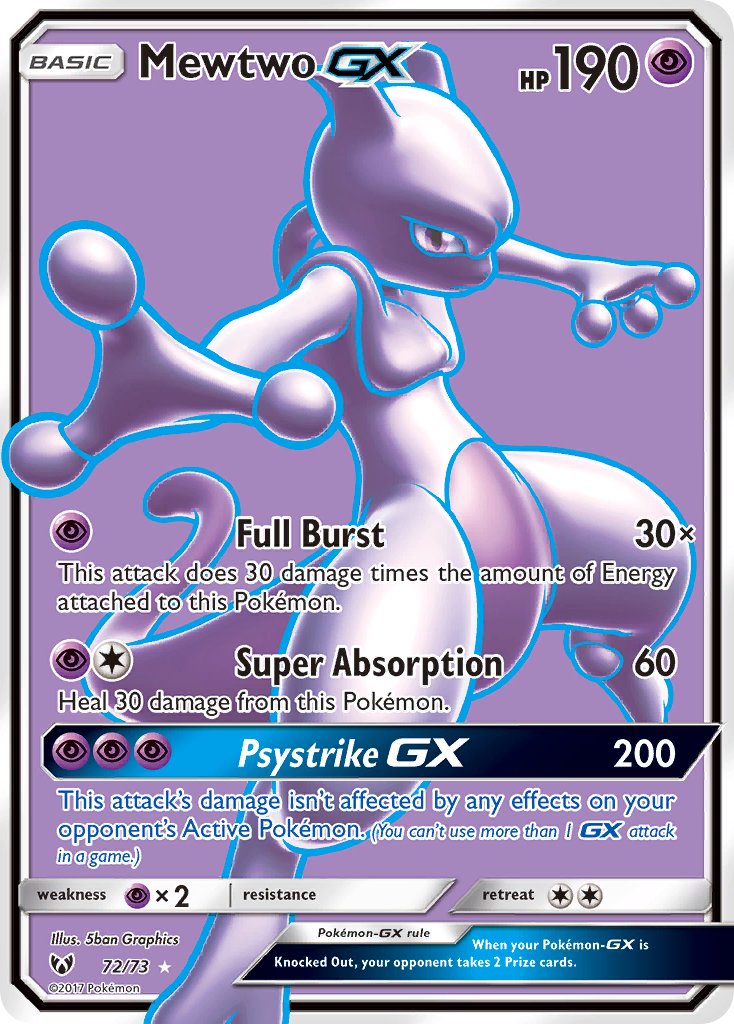 BASIC Mewtwo GX HP 190
Full Burst 30×
This attack does 30 damage times the amount of Energy
attached to this Pokémon.
Super Absorption 60
Heal 30 damage from this Pokémon.
Psystrike GX 200
This attack's damage isn't affected by any effects on your
opponent's Active Pokémon. (You can't use more than 1 GX attack
in a game.)
weakness × 2 resistance retreat
Illus. 5ban Graphics
72/73
©2017 Pokémon
Pokémon-GX rule
When your Pokémon-GX is
Knocked Out, your opponent takes 2 Prize cards.